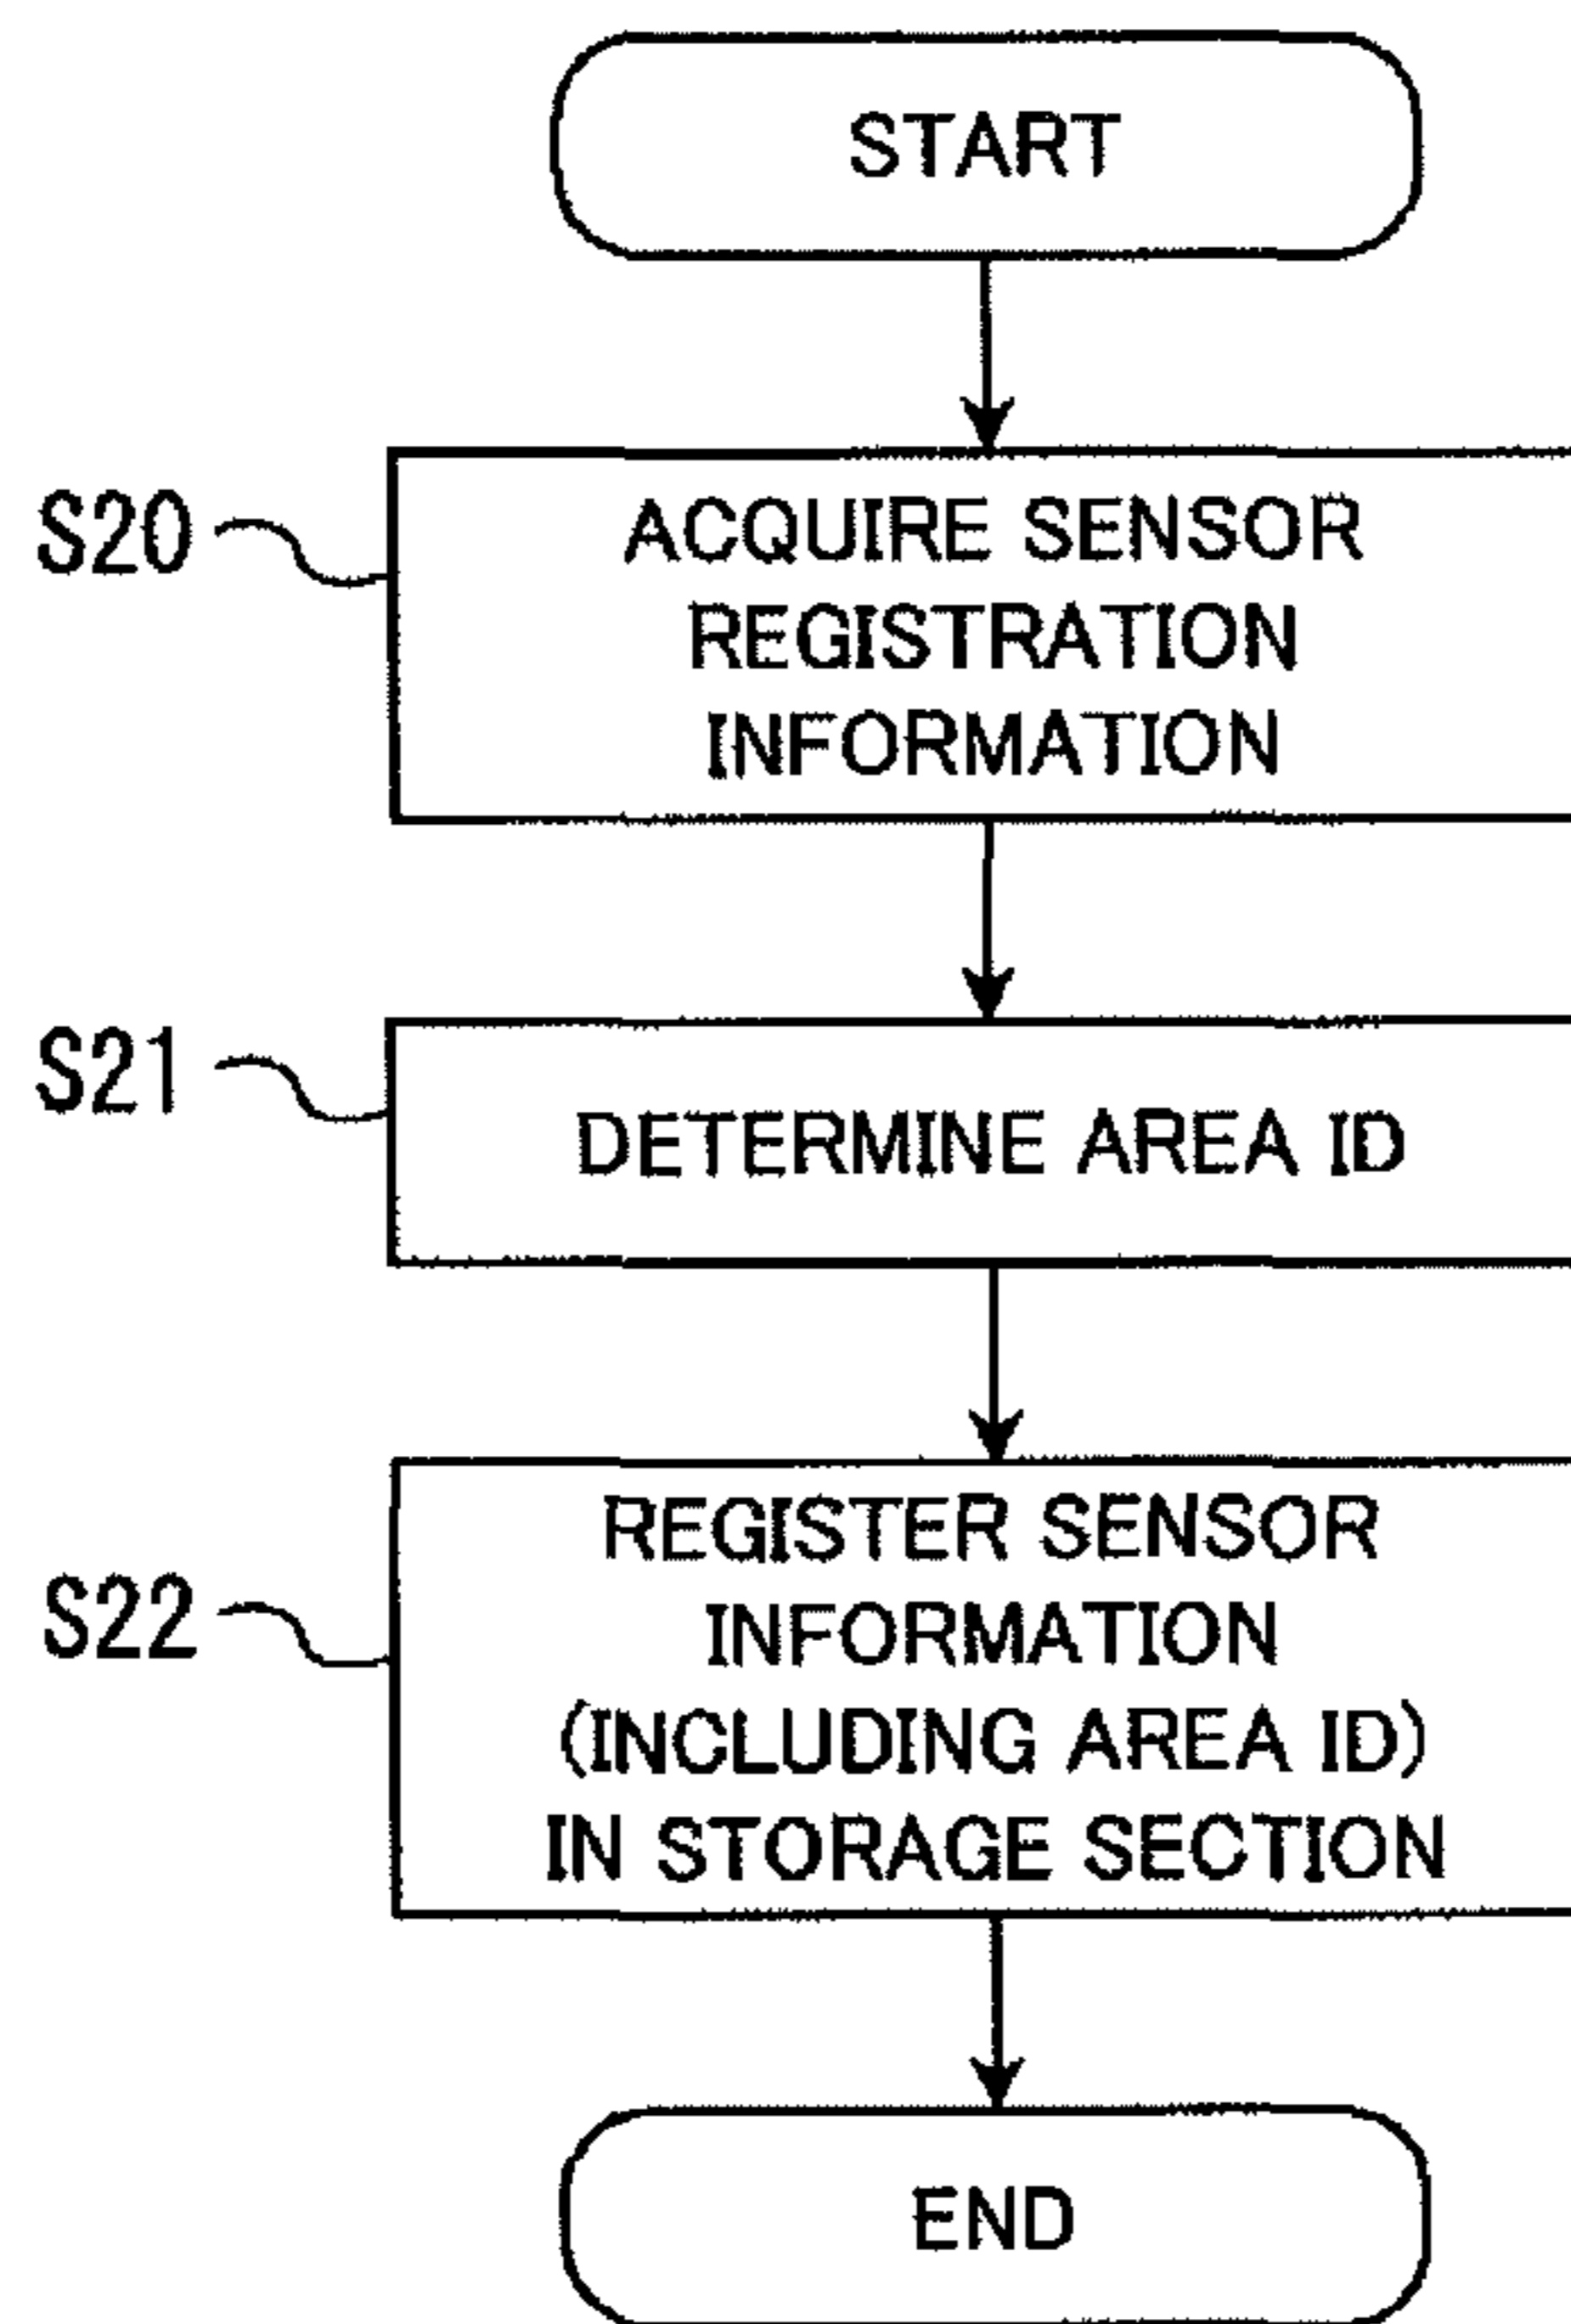 START
S20
ACQUIRE SENSOR
REGISTRATION
INFORMATION
S21
DETERMINE AREA ID
S22
REGISTER SENSOR
INFORMATION
(INCLUDING AREA ID)
IN STORAGE SECTION
END